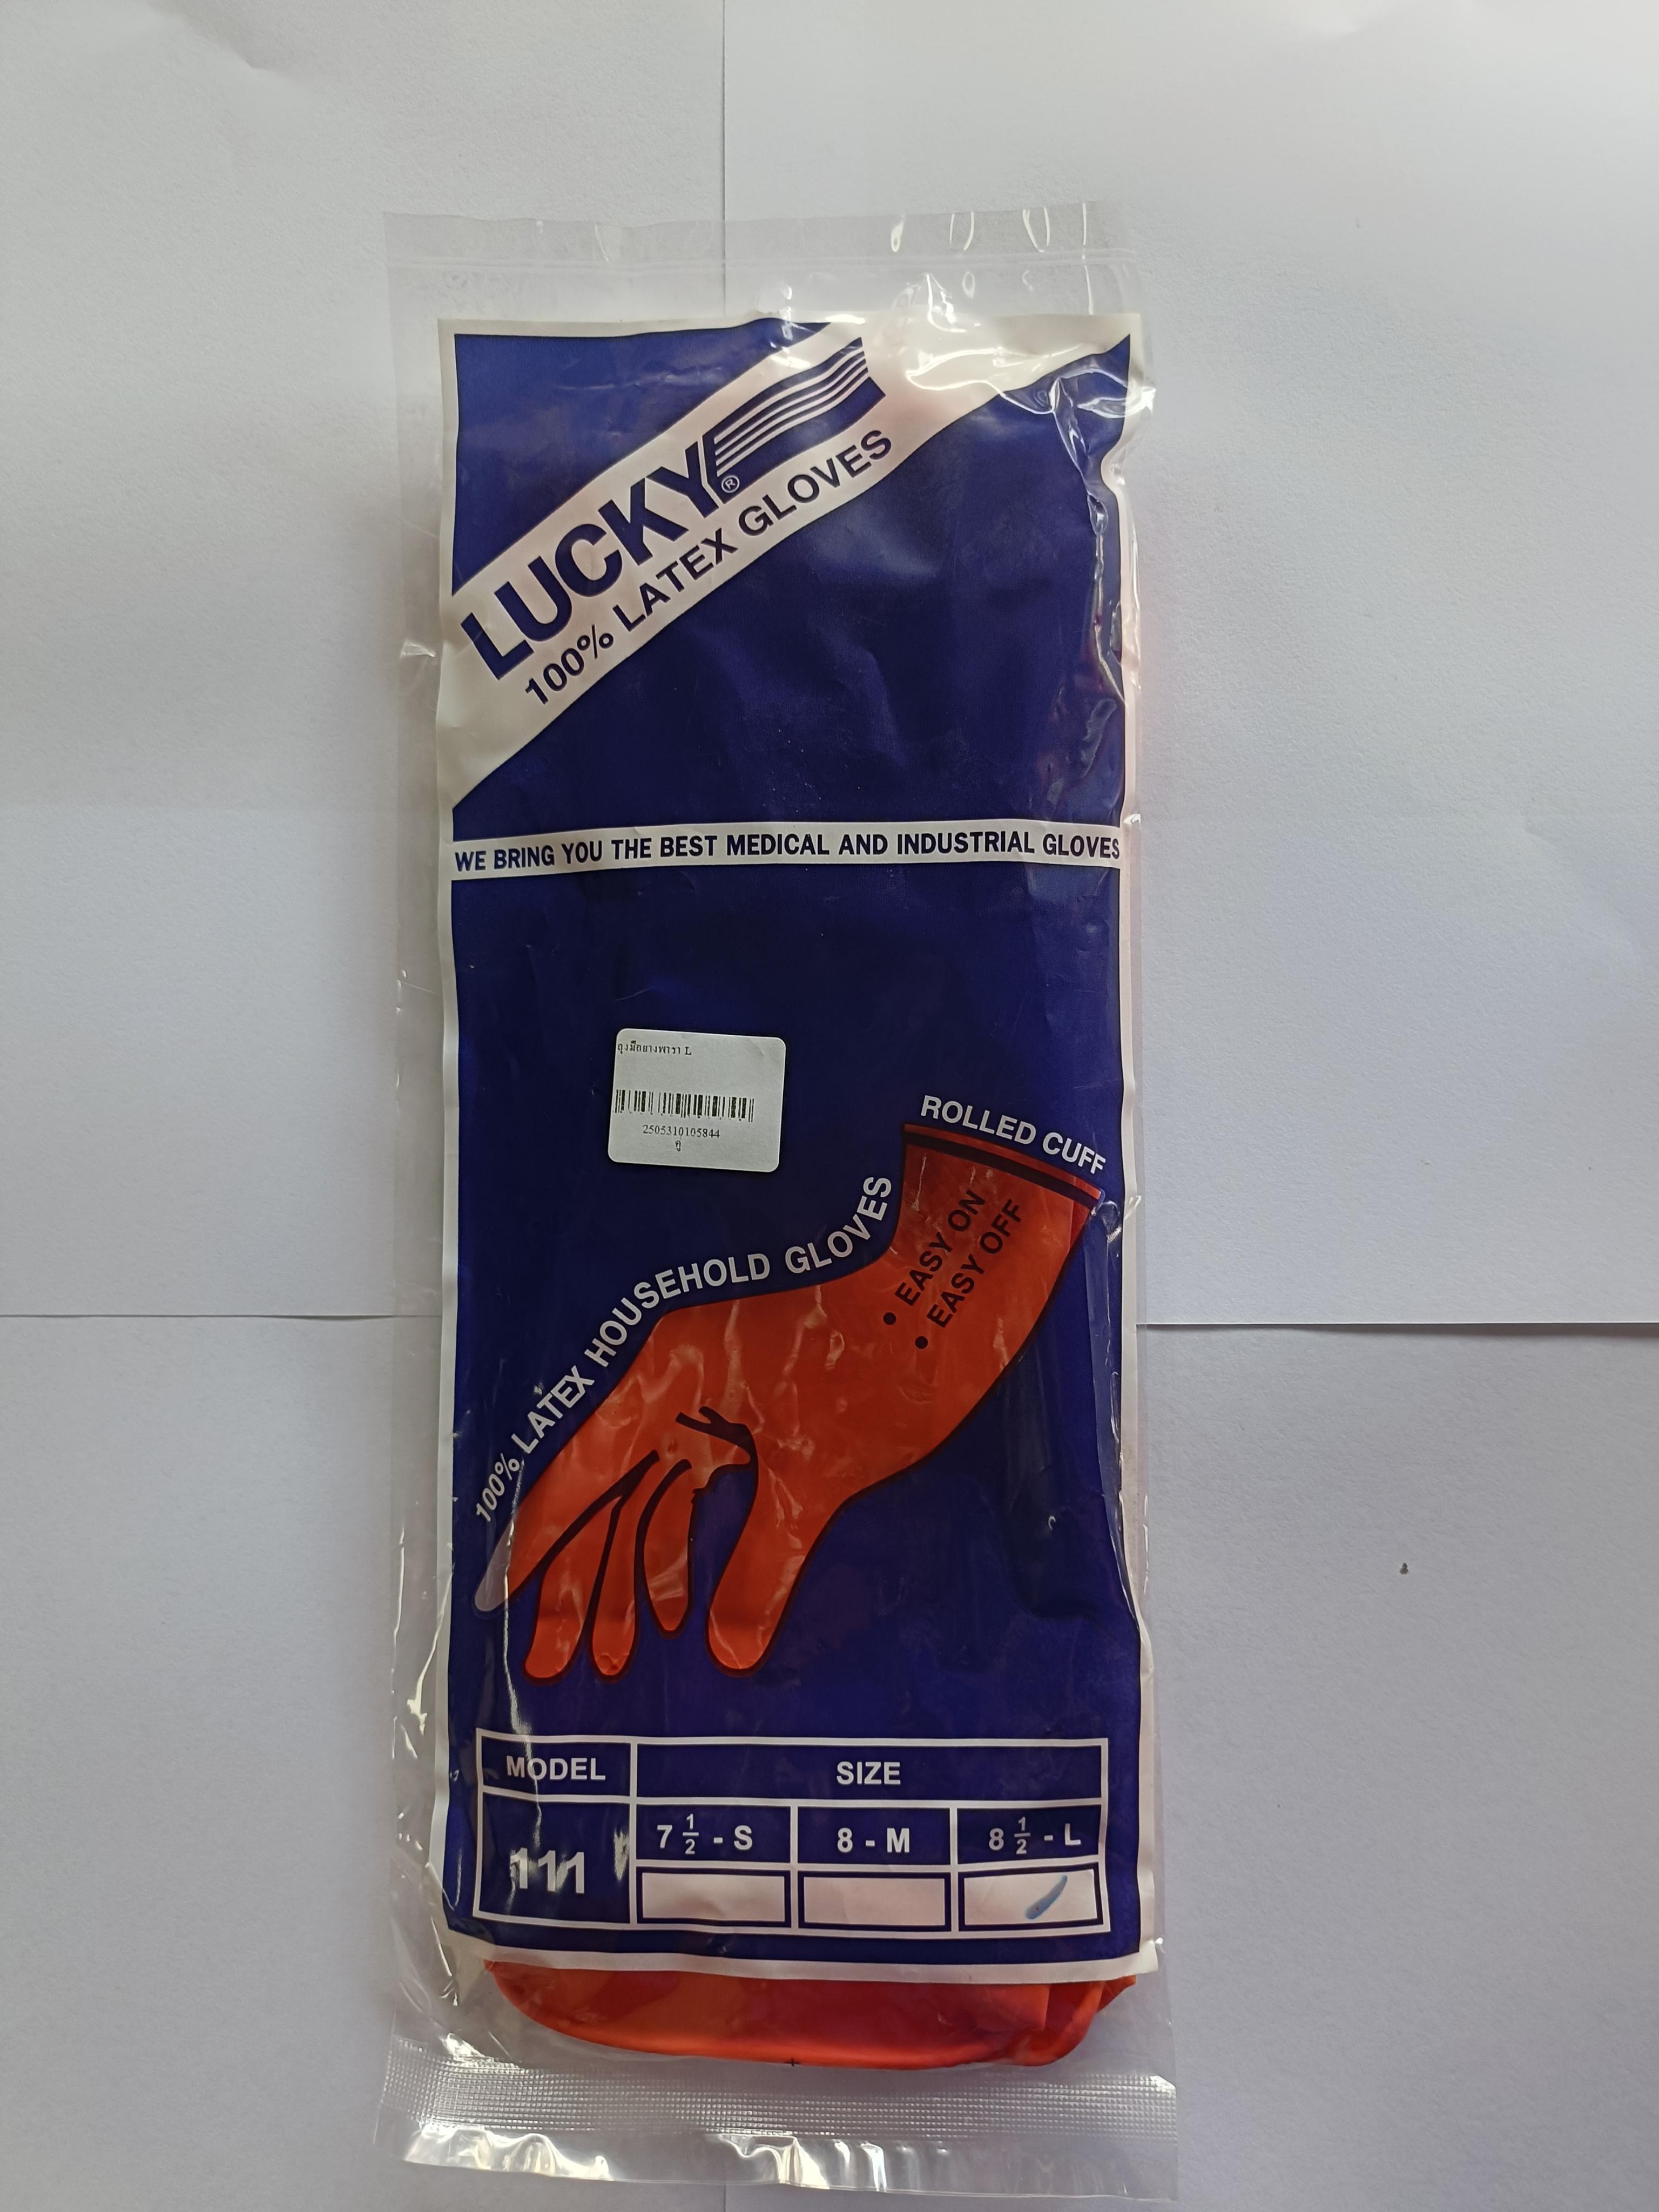 LUCKY®
100% LATEX GLOVES
WE BRING YOU THE BEST MEDICAL AND INDUSTRIAL GLOVES
ถุงมือยางพารา L
2505310105844
คู่
ROLLED CUFF
100% LATEX HOUSEHOLD GLOVES
• EASY ON
• EASY OFF
MODEL SIZE
111 7 1/2 - S 8 - M 8 1/2 - L